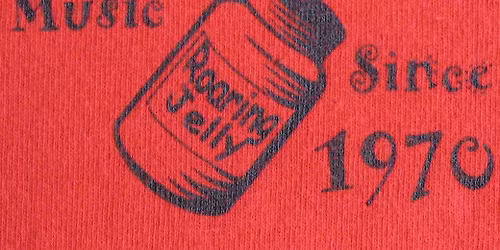 Music
Roaring
Jelly
Since
1970